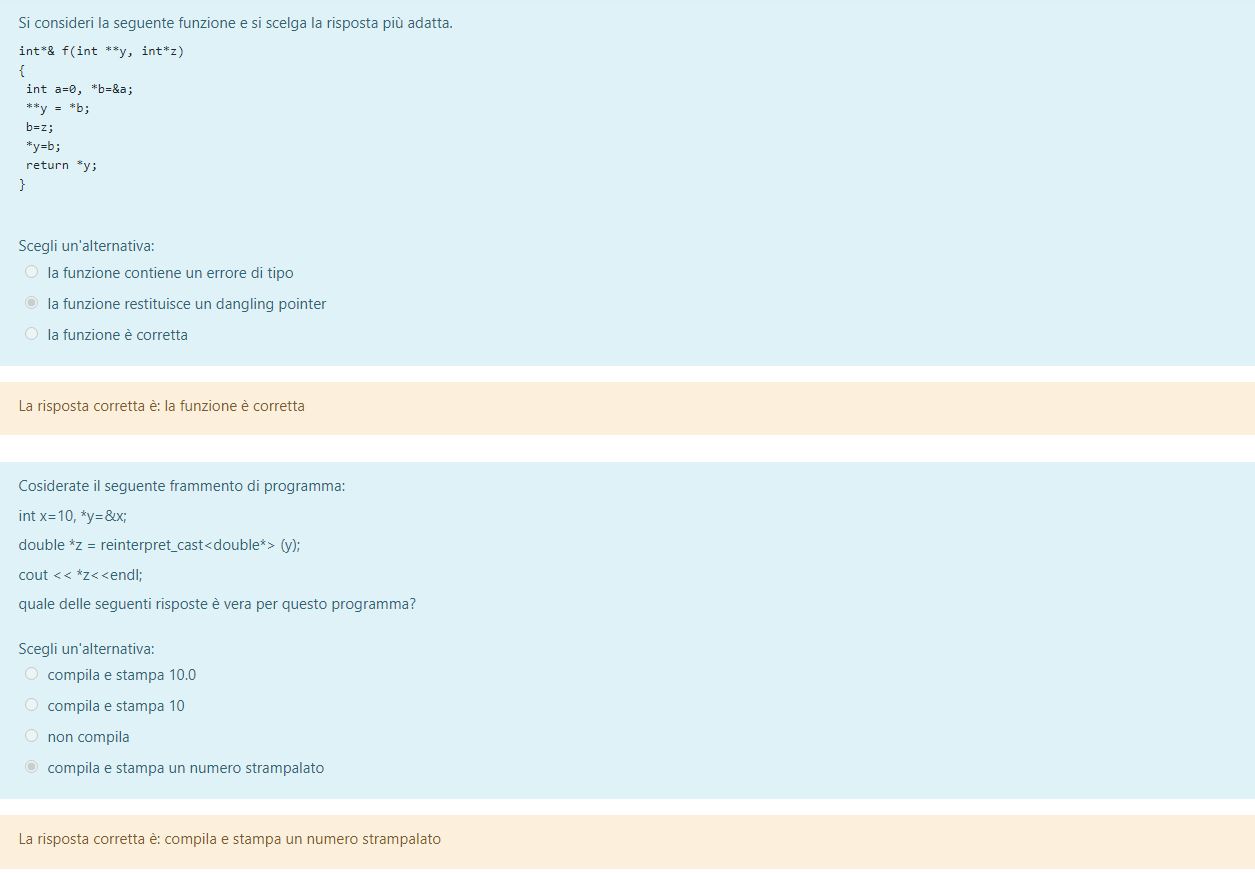 Si consideri la seguente funzione e si scelga la risposta più adatta.
int*& f(int **y, int*z)
{
int a=0, *b=&a;
**y = *b;
b=z;
*y=b;
return *y;
}
Scegli un'alternativa:
la funzione contiene un errore di tipo
la funzione restituisce un dangling pointer
la funzione è corretta
La risposta corretta è: la funzione è corretta
Cosiderate il seguente frammento di programma:
int x=10, *y=&x;
double *z = reinterpret_cast<double*> (y);
cout << *z<<endl;
quale delle seguenti risposte è vera per questo programma?
Scegli un'alternativa:
compila e stampa 10.0
compila e stampa 10
non compila
compila e stampa un numero strampalato
La risposta corretta è: compila e stampa un numero strampalato